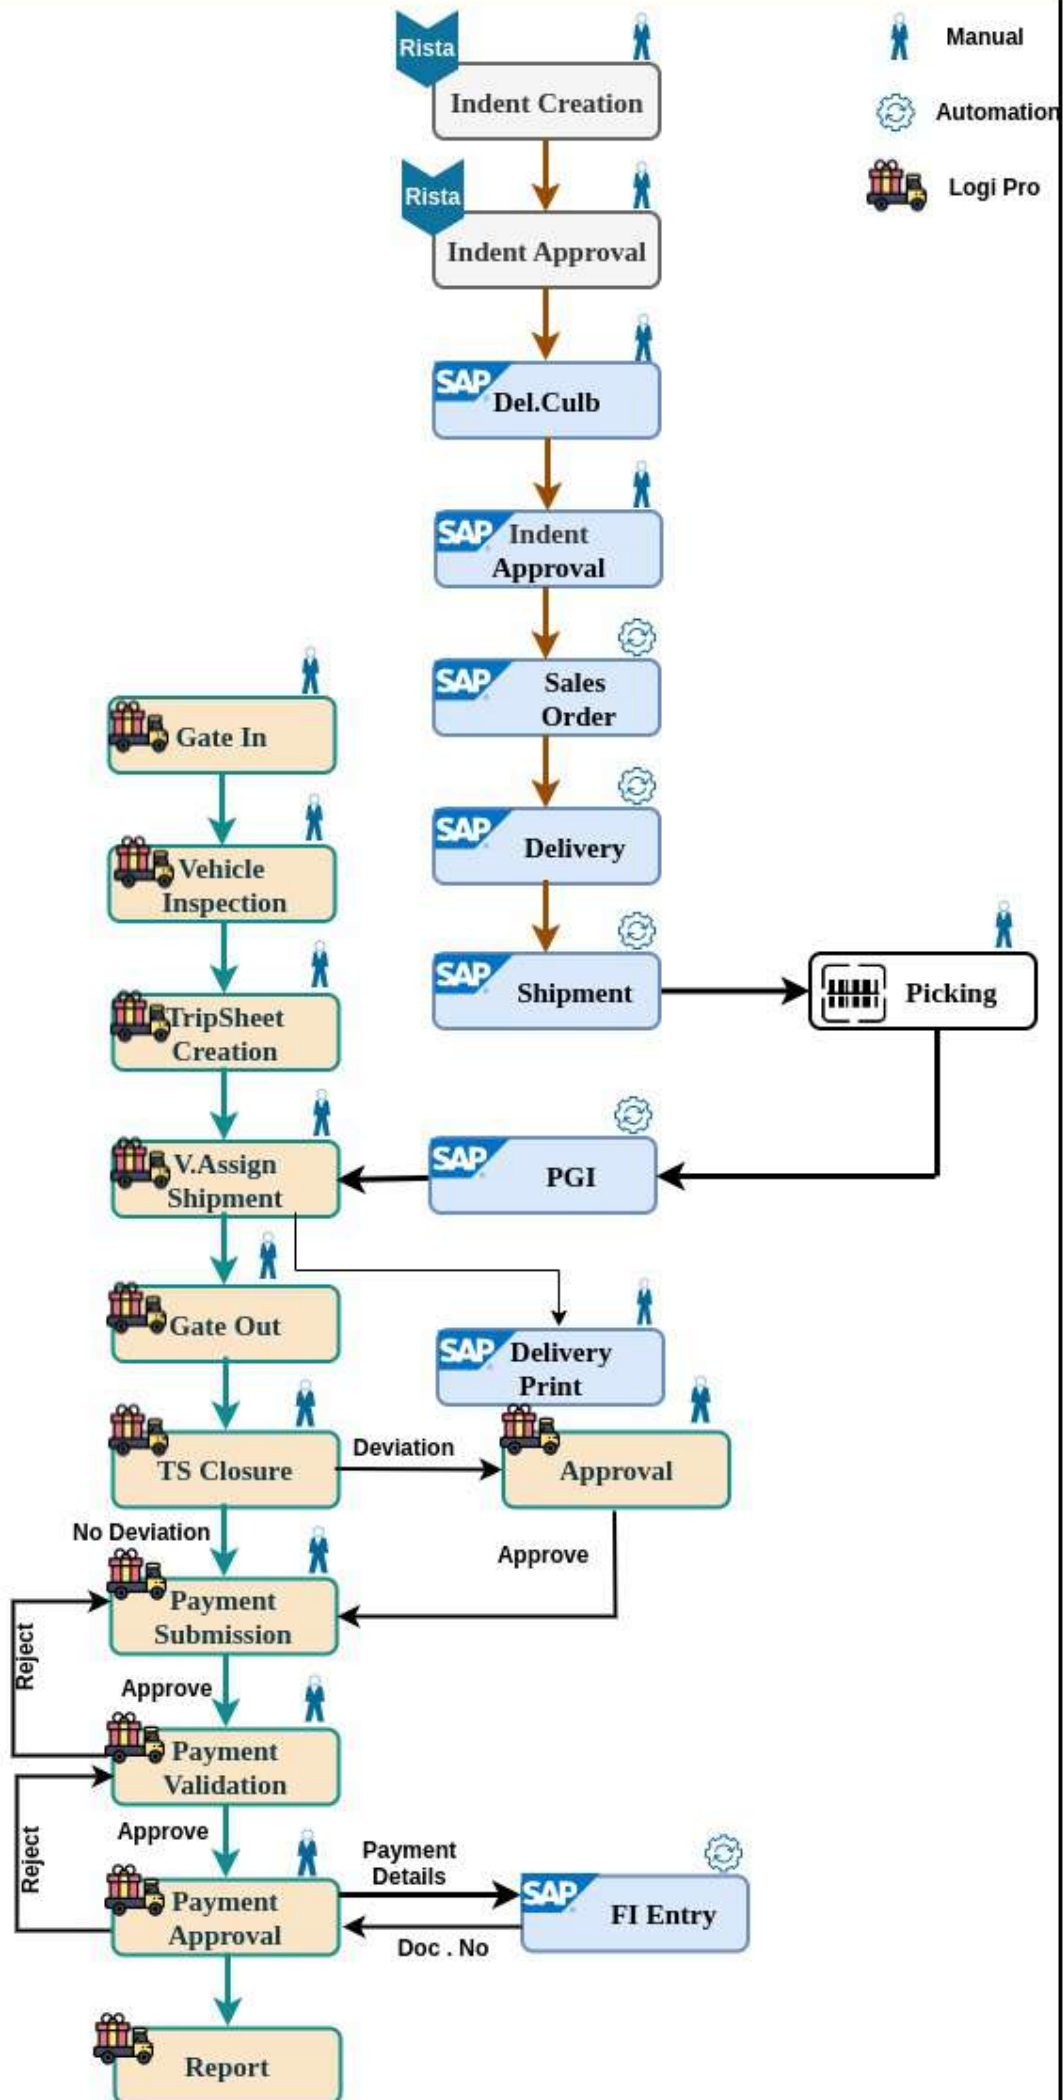 Rista
Indent Creation
Manual
Automation
Logi Pro
Rista
Indent Approval
SAP
Del.Culb
SAP
Indent
Approval
SAP
Sales
Order
Gate In
SAP
Delivery
Vehicle
Inspection
SAP
Shipment
Picking
TripSheet
Creation
V.Assign
Shipment
SAP
PGI
Gate Out
SAP
Delivery
Print
TS Closure
Deviation
Approval
No Deviation
Approve
Payment
Submission
Reject
Approve
Payment
Validation
Approve
Reject
Payment
Details
Payment
Approval
SAP
FI Entry
Doc . No
Report